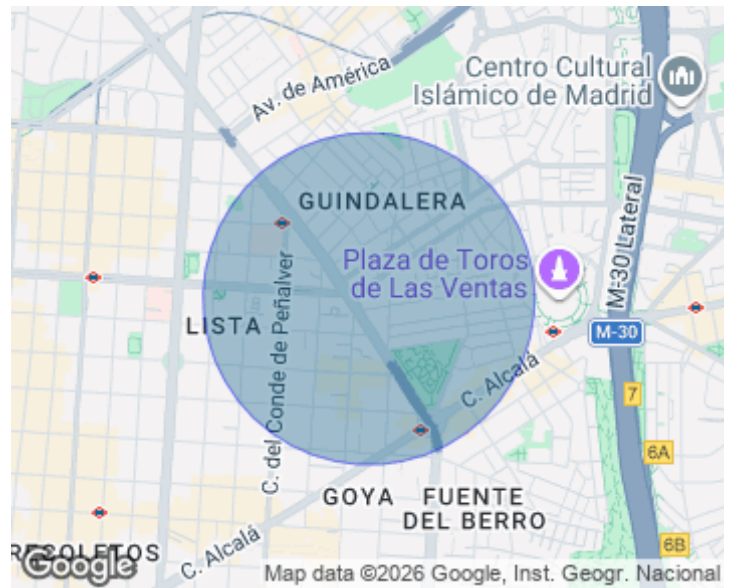 Av. de América
Centro Cultural
Islámico de Madrid
GUINDALERA
M-30 Lateral
Plaza de Toros
de Las Ventas
C. del Conde de Peñalver
LISTA
M-30
C. Alcalá
7
6A
GOYA
FUENTE
DEL BERRO
6B
RECOLETOS
C. Alcalá
Google
Map data ©2026 Google, Inst. Geogr. Nacional